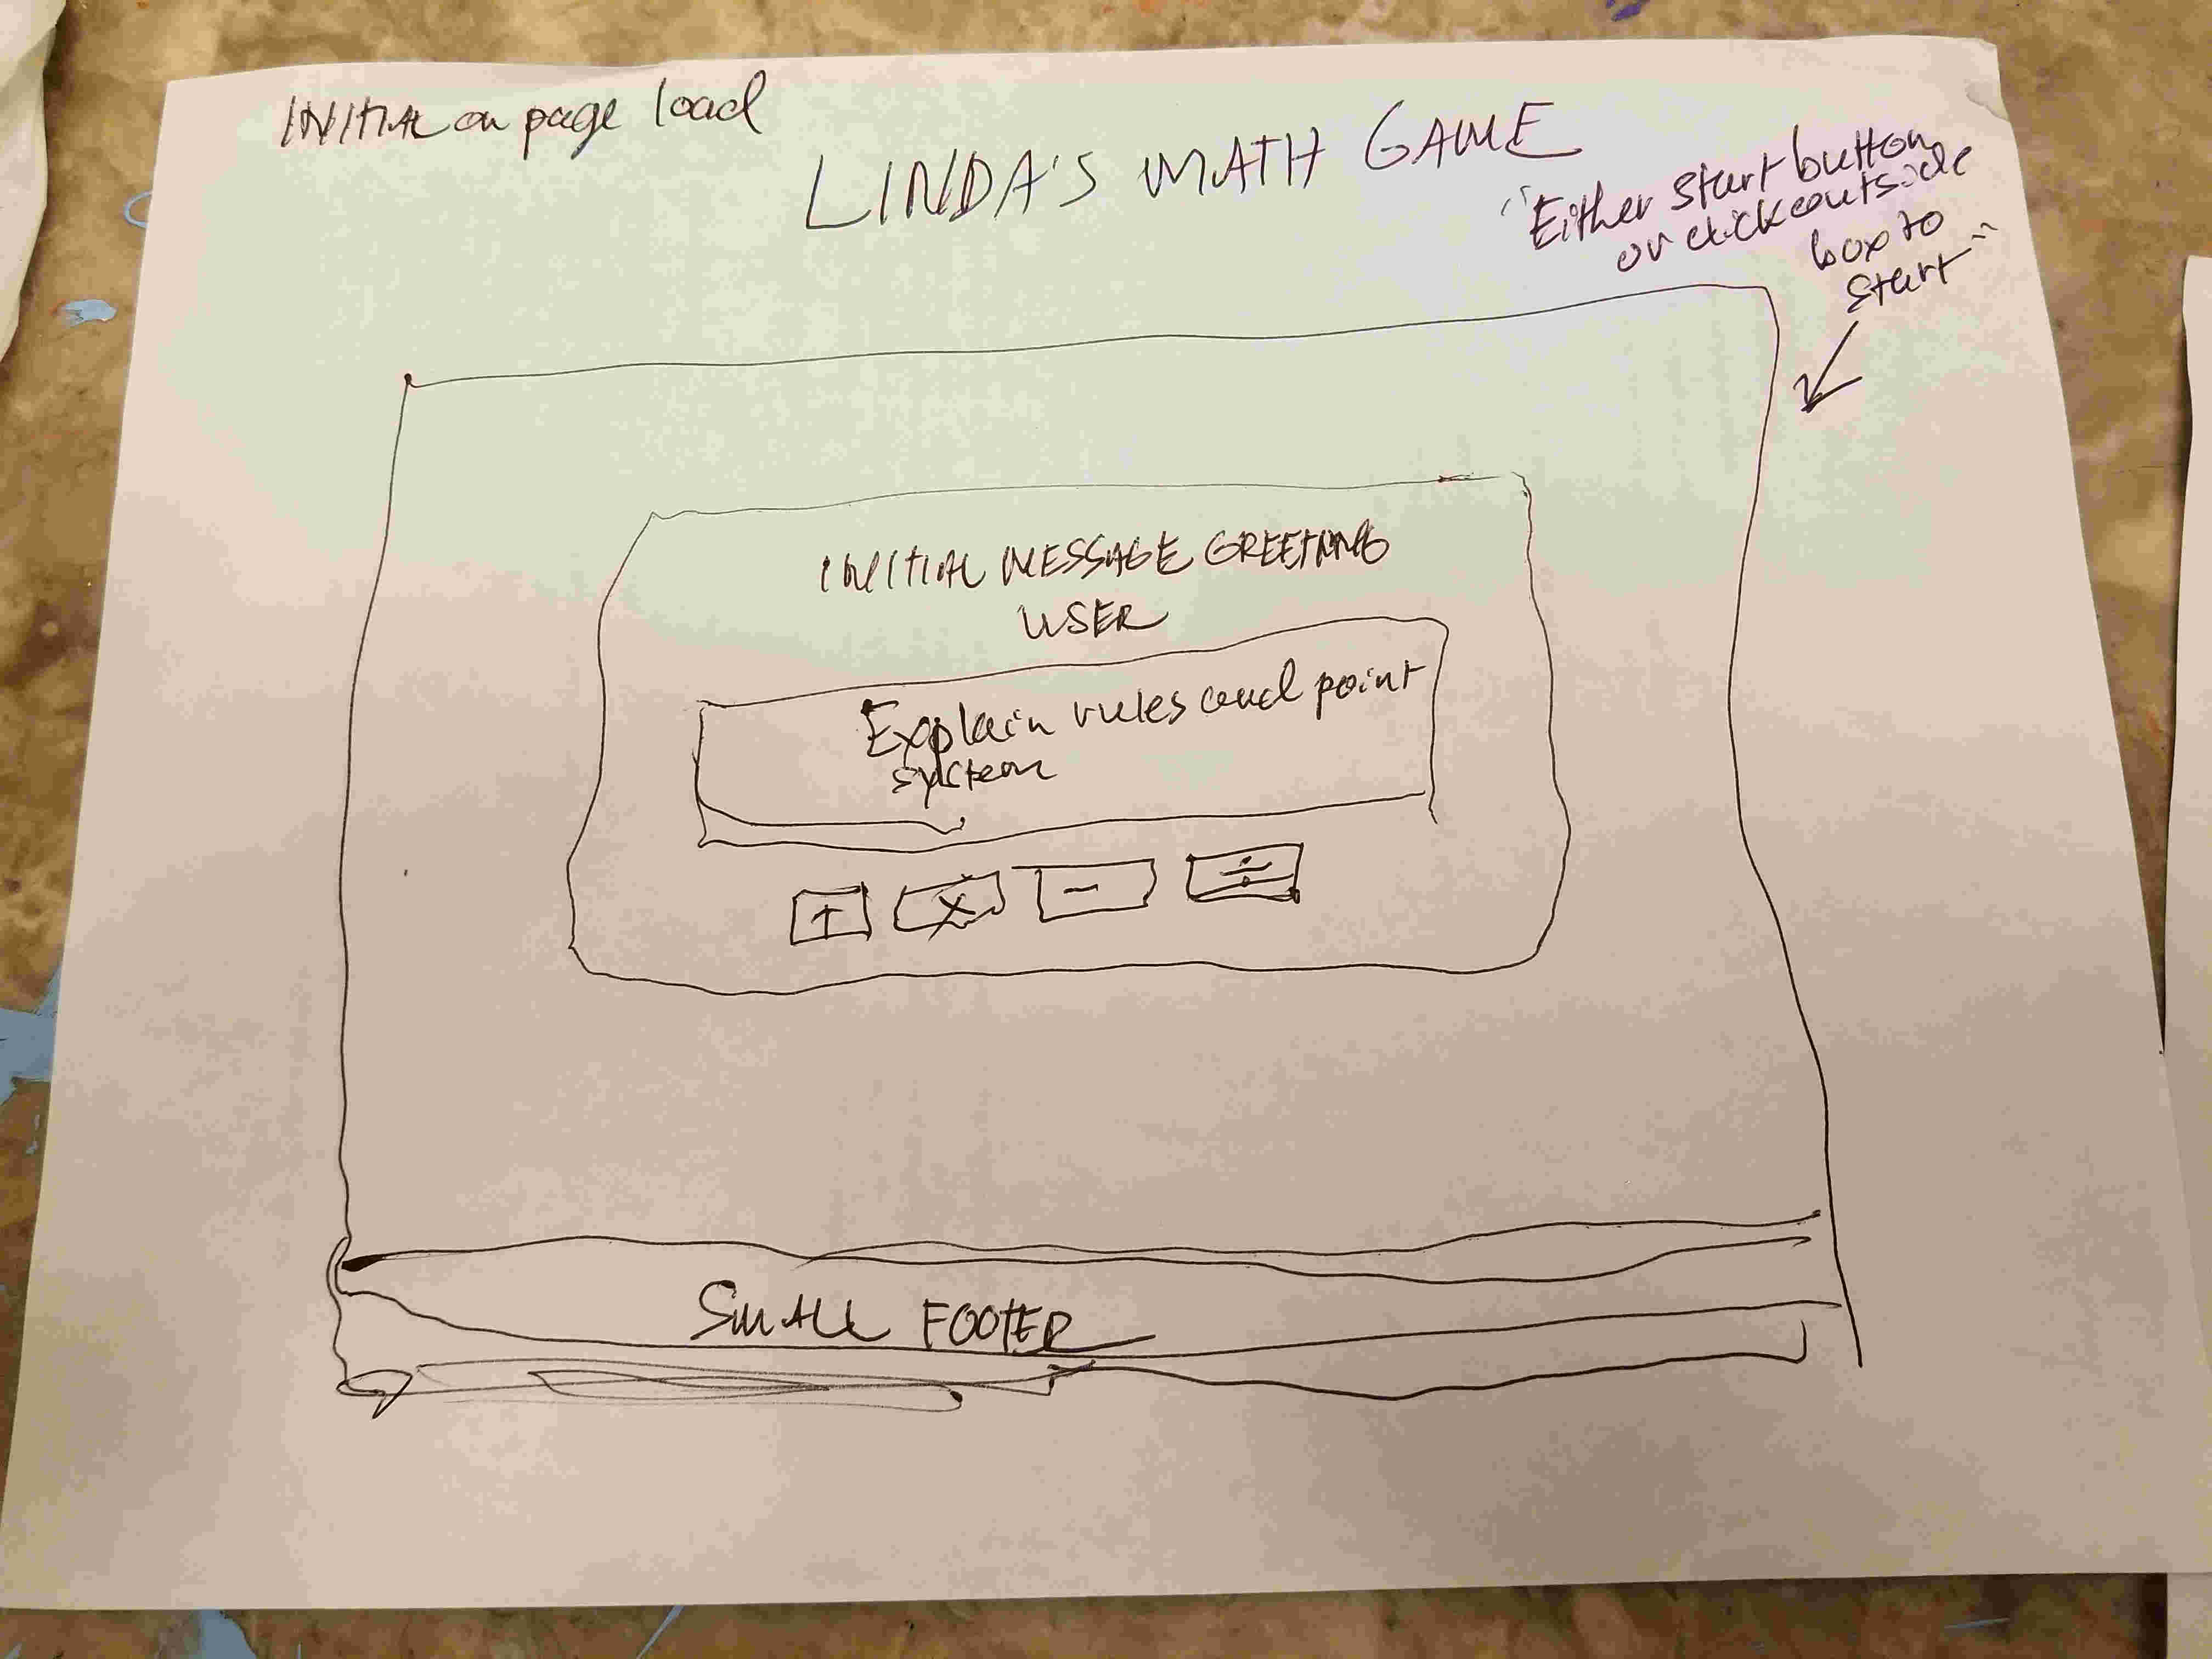 INITIAL on page load
LINDA'S MATH GAME
"Either start button
or click outside
box to
start"
INITIAL MESSAGE GREETING
USER
Explain rules and point
system
+ x - ÷
SMALL FOOTER